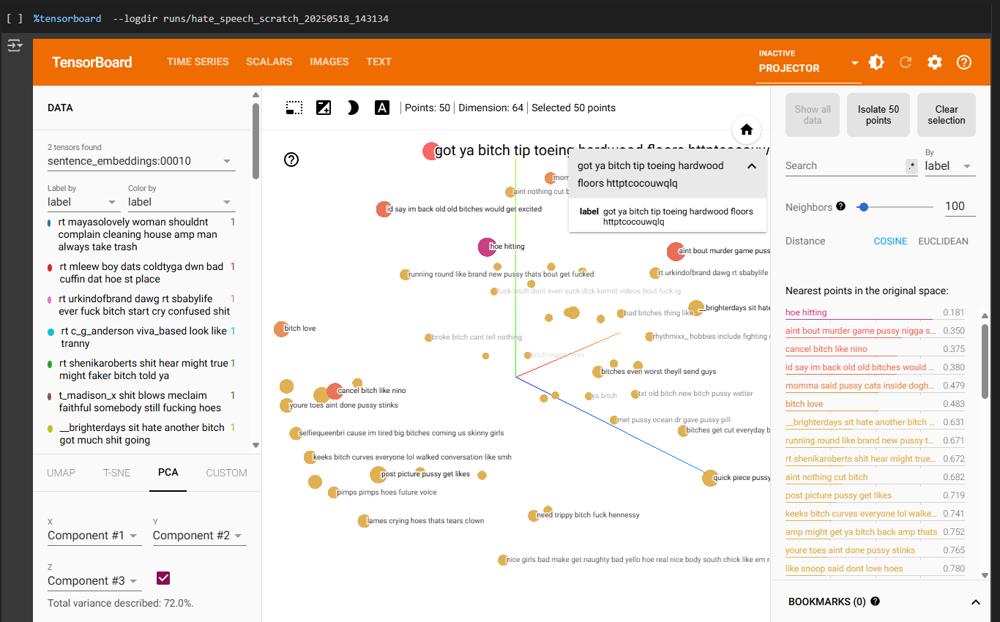 [ ] %tensorboard --logdir runs/hate_speech_scratch_20250518_143134
TensorBoard
TIME SERIES
SCALARS
IMAGES
TEXT
INACTIVE
PROJECTOR
DATA
2 tensors found
sentence_embeddings:00010
Label by
label
Color by
label
rt mayasolovely woman shouldnt 1
complain cleaning house amp man
always take trash
rt mleew boy dats coldtyga dwn bad 1
cuffin dat hoe st place
rt urkindofbrand dawg rt sbabylife 1
ever fuck bitch start cry confused shit
rt c_g_anderson viva_based look like 1
tranny
rt shenikaroberts shit hear might true 1
might faker bitch told ya
t_madison_x shit blows meclaim 1
faithful somebody still fucking hoes
__brighterdays sit hate another bitch 1
got much shit going
UMAP
T-SNE
PCA
CUSTOM
X
Component #1
Y
Component #2
Z
Component #3
Total variance described: 72.0%.
A
Points: 50
Dimension: 64
Selected 50 points
got ya bitch tip toeing hardwood floors httptcocouw
got ya bitch tip toeing hardwood
floors httptcocouwqlq
label got ya bitch tip toeing hardwood floors
httptcocouwqlq
mom
aint nothing cut b
id say im back old old bitches would get excited
hoe hitting
aint bout murder game puss
running round like brand new pussy thats bout get fucked
rt urkindofbrand dawg rt sbabylife
fuck bitch dont even suck dick kermit videos bout fuck ig
__brighterdays sit hate
bad bitches thing like
bitch love
broke bitch cant tell nothing
rhythmixx_ hobbies include fighting
bitch nigga miss
bitches even worst theyll send guys
cancel bitch like nino
ya bitch
txt old bitch new bitch pussy wetter
youre toes aint done pussy stinks
met pussy ocean dr gave pussy pill
bitches get cut everyday b
selfiequeenbri cause im tired big bitches coming us skinny girls
keeks bitch curves everyone lol walked conversation like smh
post picture pussy get likes
quick piece pussy
pimps pimps hoes future voice
need trippy bitch fuck hennessy
lames crying hoes thats tears clown
nice girls bad make get naughty bad yello hoe real nice body south chick like em r
Show all
data
Isolate 50
points
Clear
selection
Search
.*
By
label
Neighbors
100
Distance
COSINE
EUCLIDEAN
Nearest points in the original space:
hoe hitting 0.181
aint bout murder game pussy nigga s... 0.350
cancel bitch like nino 0.375
id say im back old old bitches would ... 0.380
momma said pussy cats inside dogh... 0.479
bitch love 0.483
__brighterdays sit hate another bitch ... 0.631
running round like brand new pussy t... 0.671
rt shenikaroberts shit hear might true... 0.672
aint nothing cut bitch 0.682
post picture pussy get likes 0.719
keeks bitch curves everyone lol walke... 0.741
amp might get ya bitch back amp thats 0.752
youre toes aint done pussy stinks 0.765
like snoop said dont love hoes 0.780
BOOKMARKS (0)